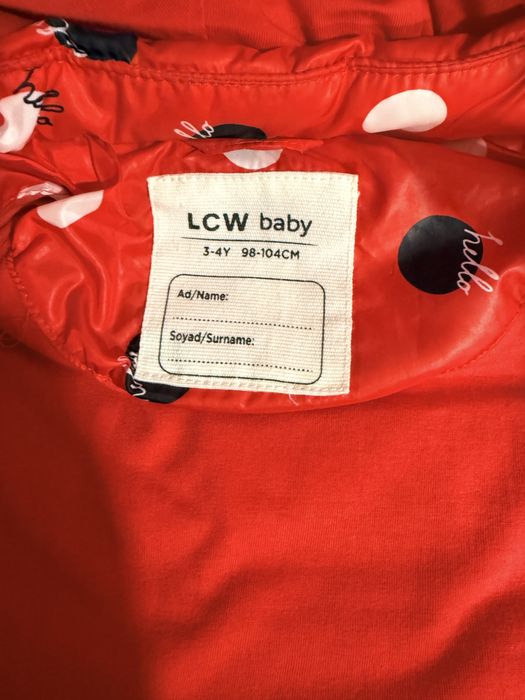 hello
LCW baby
3-4Y 98-104CM
hello
Ad/Name:
Soyad/Surname: